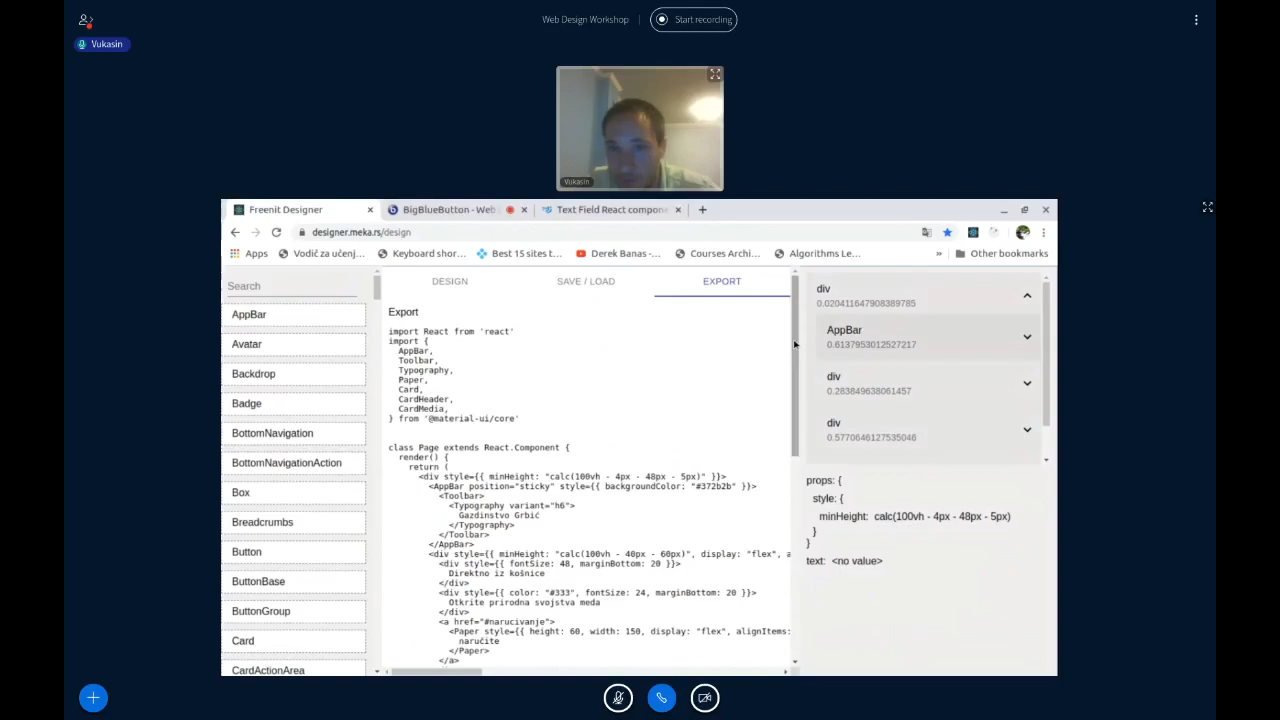 Web Design Workshop
Start recording
Vukasin
Vukasin
Freenit Designer
BigBlueButton - Web
Text Field React compone
designer.meka.rs/design
Apps
Vodič za učenj...
Keyboard shor...
Best 15 sites t...
Derek Banas -...
Courses Archi...
Algorithms Le...
»
Other bookmarks
Search
AppBar
Avatar
Backdrop
Badge
BottomNavigation
BottomNavigationAction
Box
Breadcrumbs
Button
ButtonBase
ButtonGroup
Card
CardActionArea
DESIGN
SAVE / LOAD
EXPORT
Export
import React from 'react'
import {
AppBar,
Toolbar,
Typography,
Paper,
Card,
CardHeader,
CardMedia,
} from '@material-ui/core'
class Page extends React.Component {
render() {
return (
<div style={{ minHeight: "calc(100vh - 4px - 48px - 5px)" }}>
<AppBar position="sticky" style={{ backgroundColor: "#372b2b" }}>
<Toolbar>
<Typography variant="h6">
Gazdinstvo Grbić
</Typography>
</Toolbar>
</AppBar>
<div style={{ minHeight: "calc(100vh - 40px - 60px)", display: "flex", a
<div style={{ fontSize: 48, marginBottom: 20 }}>
Direktno iz košnice
</div>
<div style={{ color: "#333", fontSize: 24, marginBottom: 20 }}>
Otkrite prirodna svojstva meda
</div>
<a href="#narucivanje">
<Paper style={{ height: 60, width: 150, display: "flex", alignItems:
naručite
</Paper>
</a>
div
0.020411647908389785
AppBar
0.6137953012527217
div
0.283849638061457
div
0.5770646127535046
props: {
style: {
minHeight: calc(100vh - 4px - 48px - 5px)
}
}
text: <no value>